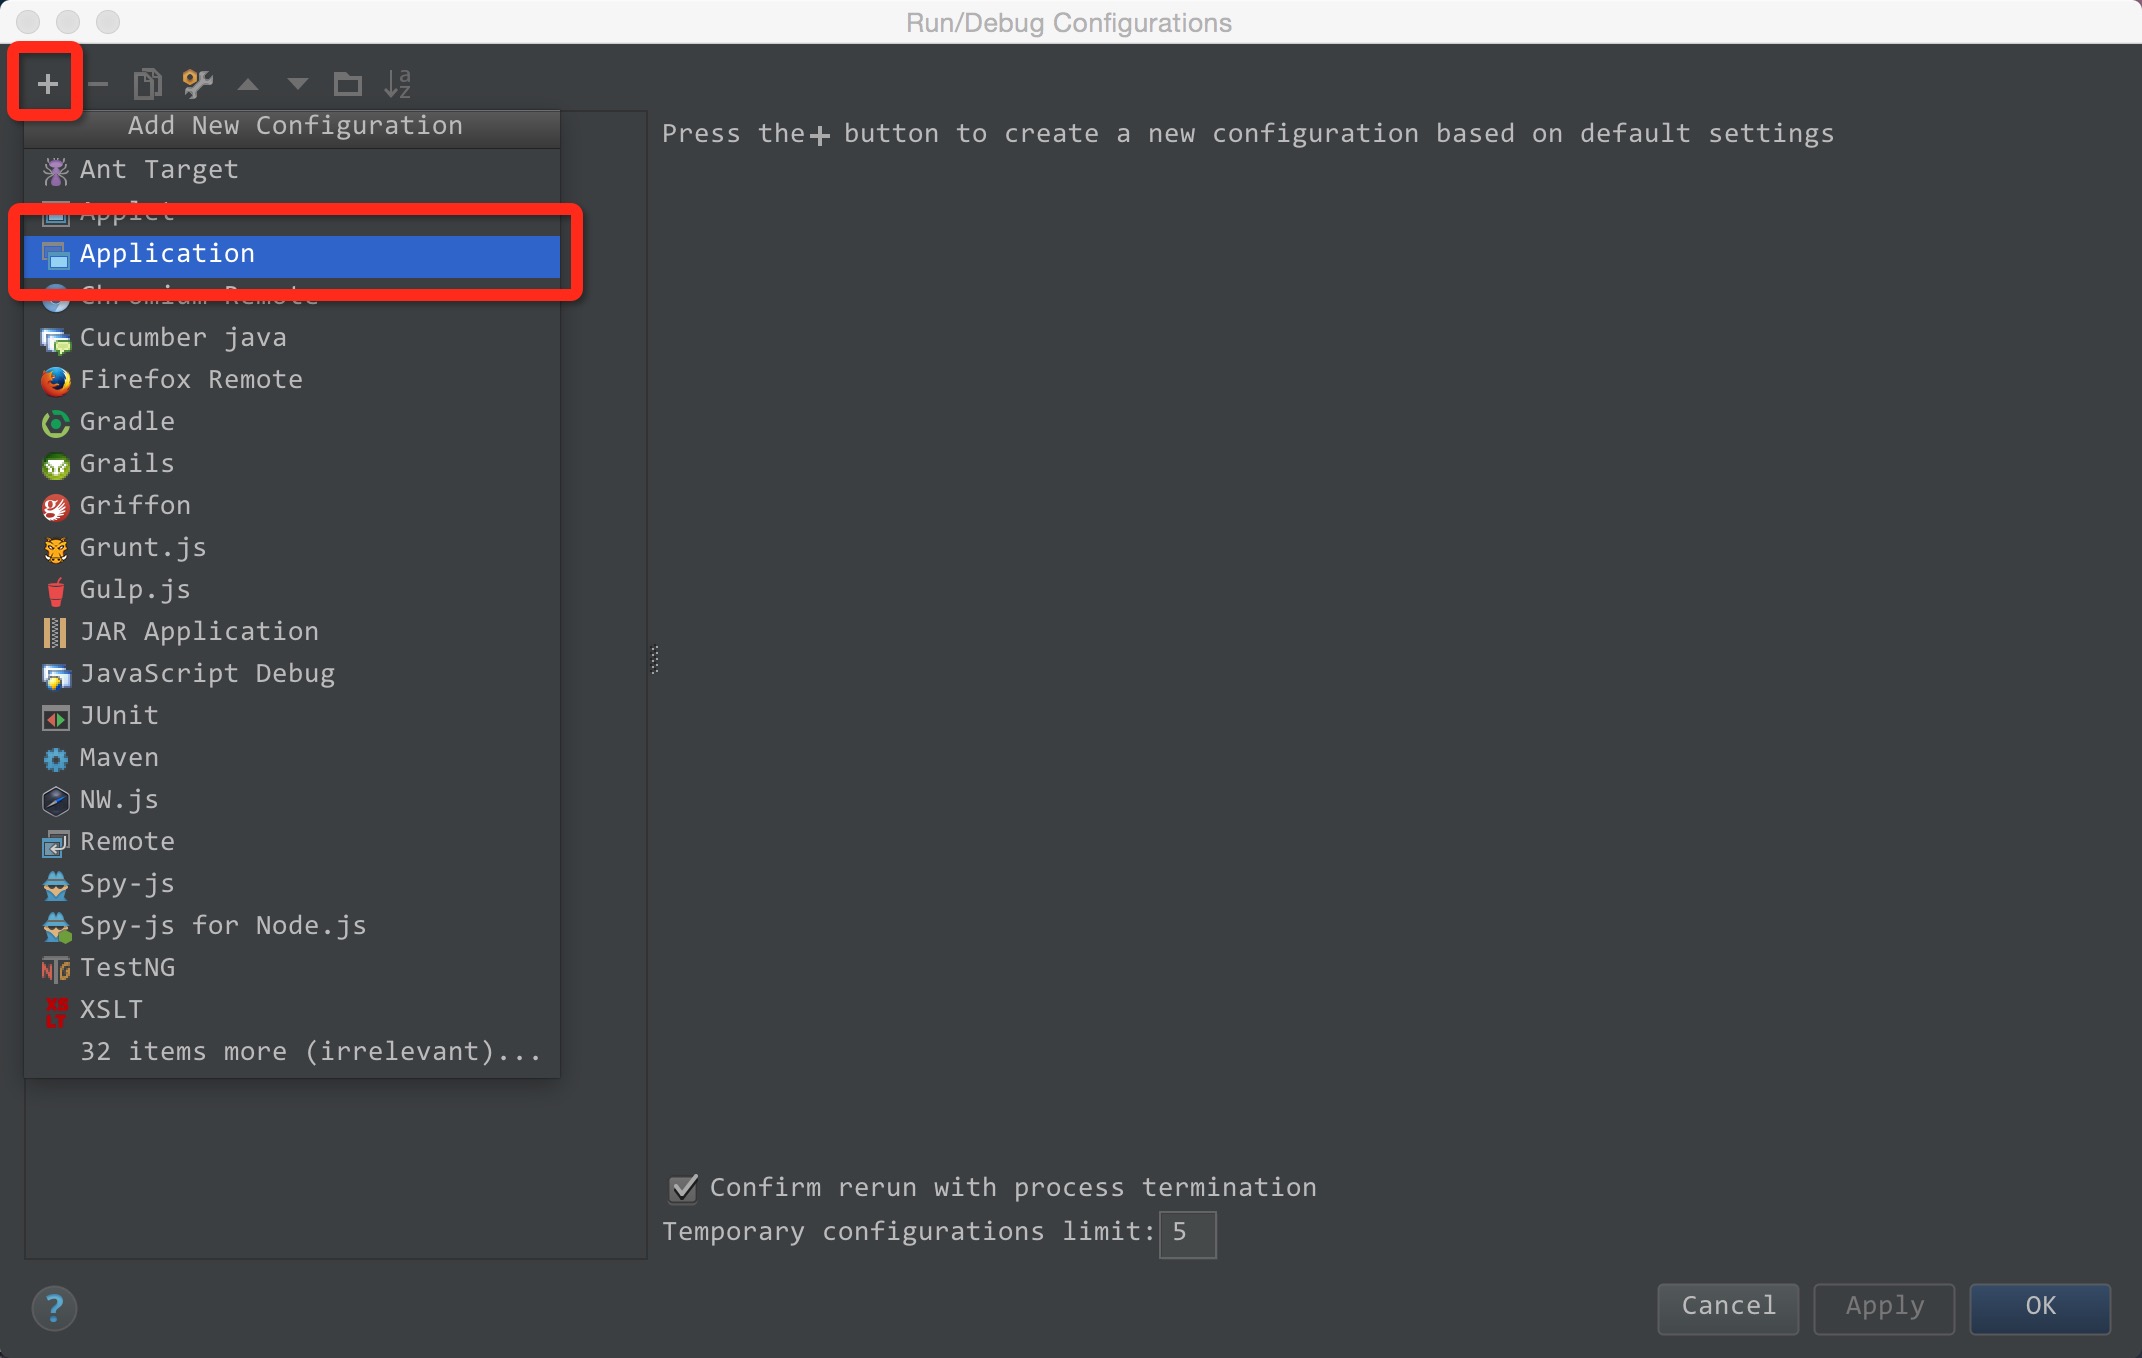 Run/Debug Configurations
Add New Configuration
Press the + button to create a new configuration based on default settings
Ant Target
Applet
Application
Chromium Remote
Cucumber java
Firefox Remote
Gradle
Grails
Griffon
Grunt.js
Gulp.js
JAR Application
JavaScript Debug
JUnit
Maven
NW.js
Remote
Spy-js
Spy-js for Node.js
TestNG
XSLT
32 items more (irrelevant)...
Confirm rerun with process termination
Temporary configurations limit: 5
? Cancel Apply OK